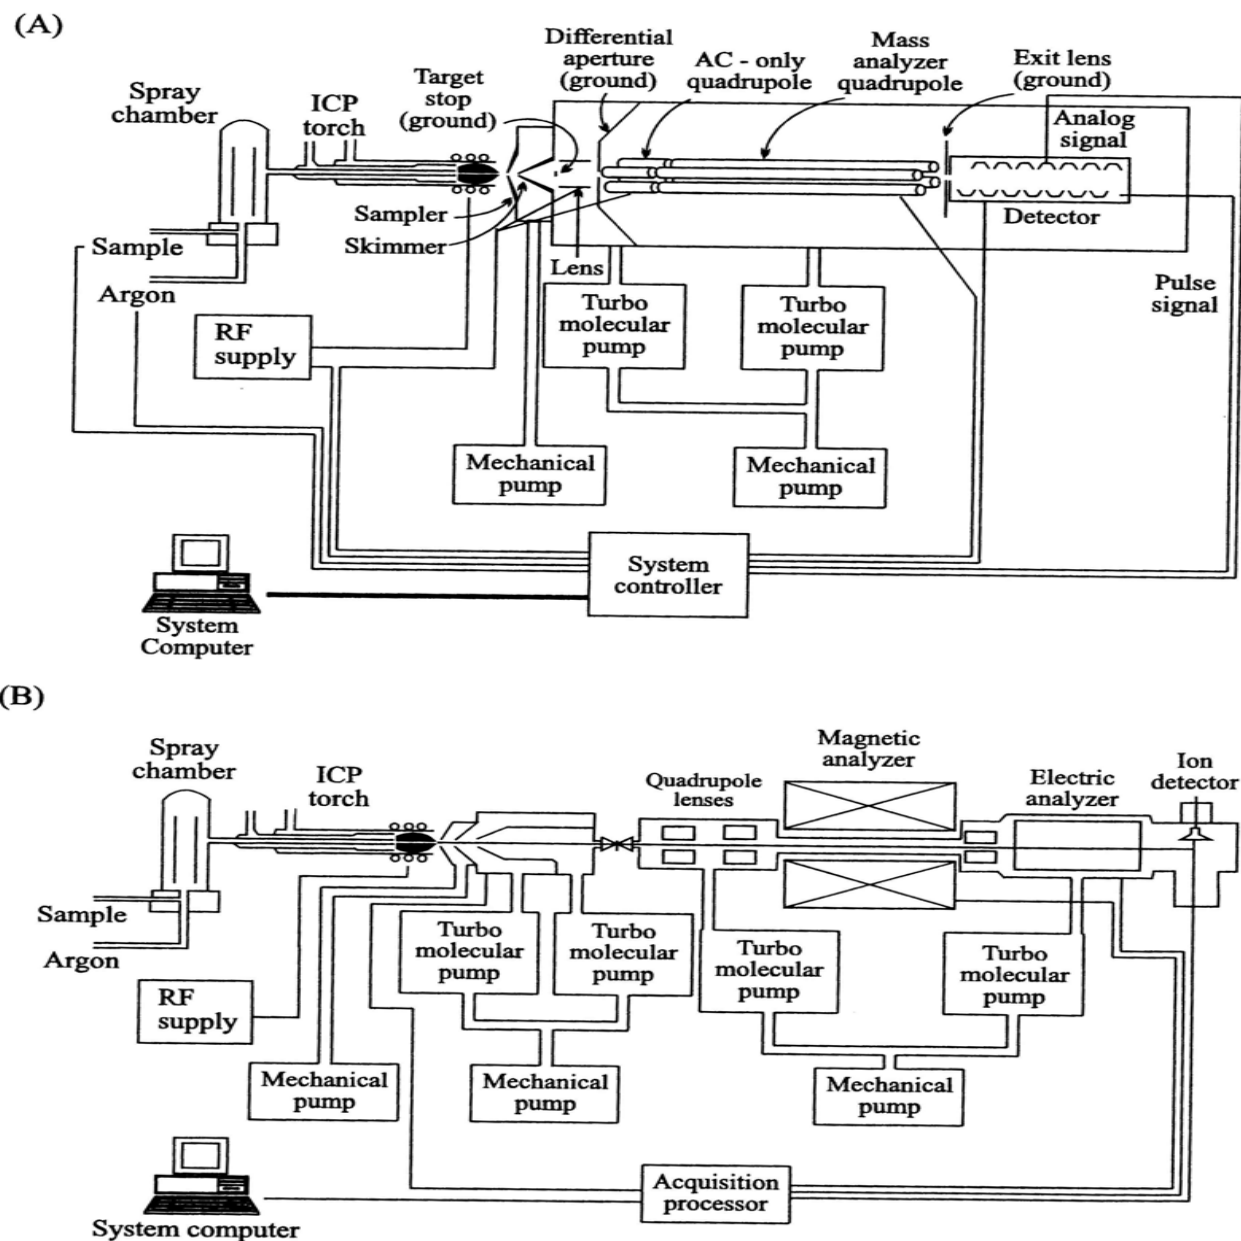 (A)
Spray
chamber
ICP
torch
Target
stop
(ground)
Differential
aperture
(ground)
AC - only
quadrupole
Mass
analyzer
quadrupole
Exit lens
(ground)
Analog
signal
Sampler
Skimmer
Detector
Sample
Argon
Lens
Pulse
signal
RF
supply
Turbo
molecular
pump
Turbo
molecular
pump
Mechanical
pump
Mechanical
pump
System
controller
System
Computer
(B)
Spray
chamber
ICP
torch
Quadrupole
lenses
Magnetic
analyzer
Electric
analyzer
Ion
detector
Sample
Argon
Turbo
molecular
pump
Turbo
molecular
pump
Turbo
molecular
pump
Turbo
molecular
pump
RF
supply
Mechanical
pump
Mechanical
pump
Mechanical
pump
Acquisition
processor
System computer